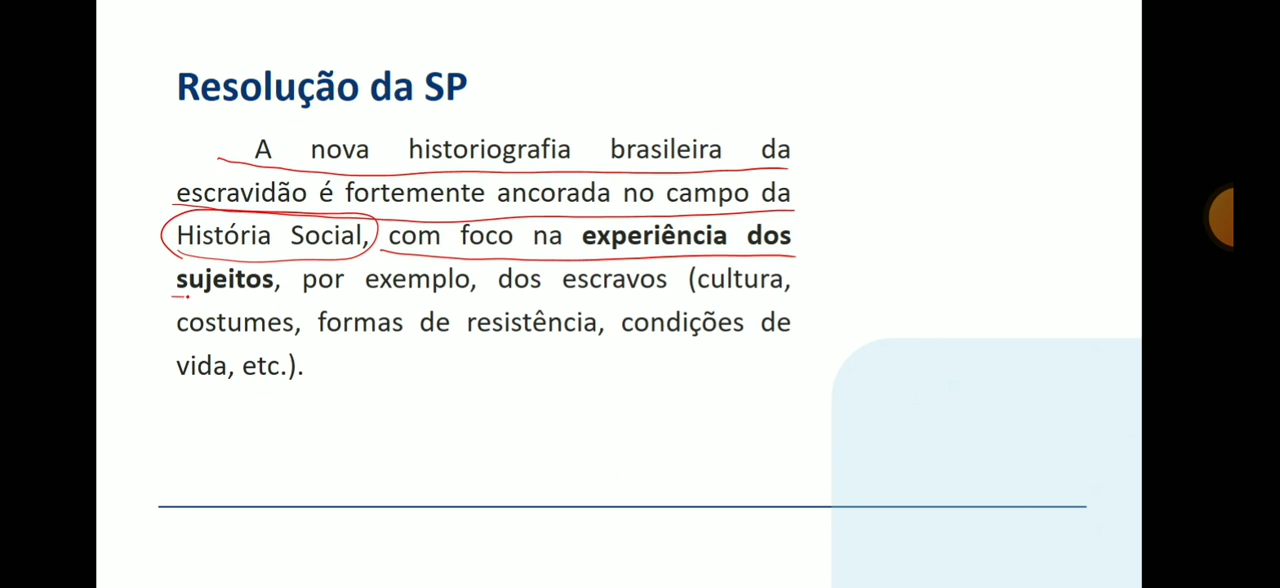 Resolução da SP
A nova historiografia brasileira da
escravidão é fortemente ancorada no campo da
História Social, com foco na experiência dos
sujeitos, por exemplo, dos escravos (cultura,
costumes, formas de resistência, condições de
vida, etc.).